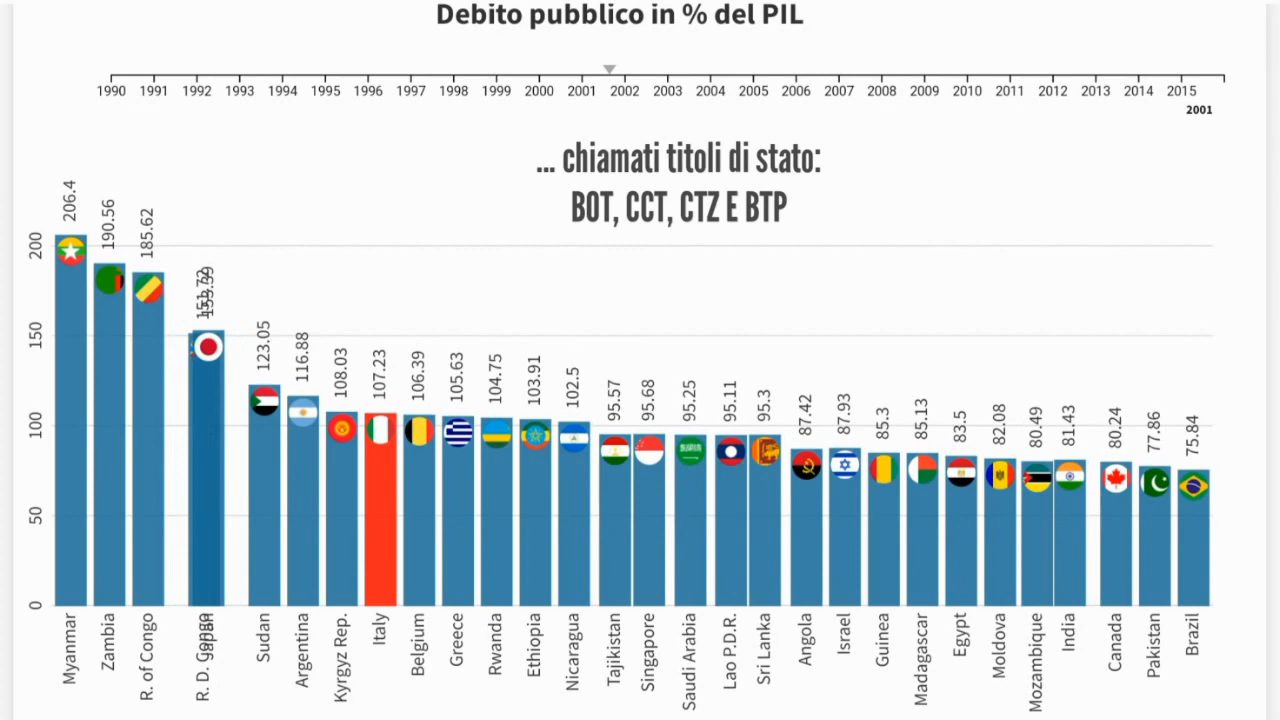 Debito pubblico in % del PIL
1990 1991 1992 1993 1994 1995 1996 1997 1998 1999 2000 2001 2002 2003 2004 2005 2006 2007 2008 2009 2010 2011 2012 2013 2014 2015
2001
... chiamati titoli di stato:
BOT, CCT, CTZ E BTP
206.4 190.56 185.62 151.72 153.39 123.05 116.88 108.03 107.23 106.39 105.63 104.75 103.91 102.5 95.57 95.68 95.25 95.11 95.3 87.42 87.93 85.3 85.13 83.5 82.08 80.49 81.43 80.24 77.86 75.84
200
150
100
50
0
Myanmar Zambia R. of Congo R. D. Congo Japan Sudan Argentina Kyrgyz Rep. Italy Belgium Greece Rwanda Ethiopia Nicaragua Tajikistan Singapore Saudi Arabia Lao P.D.R. Sri Lanka Angola Israel Guinea Madagascar Egypt Moldova Mozambique India Canada Pakistan Brazil